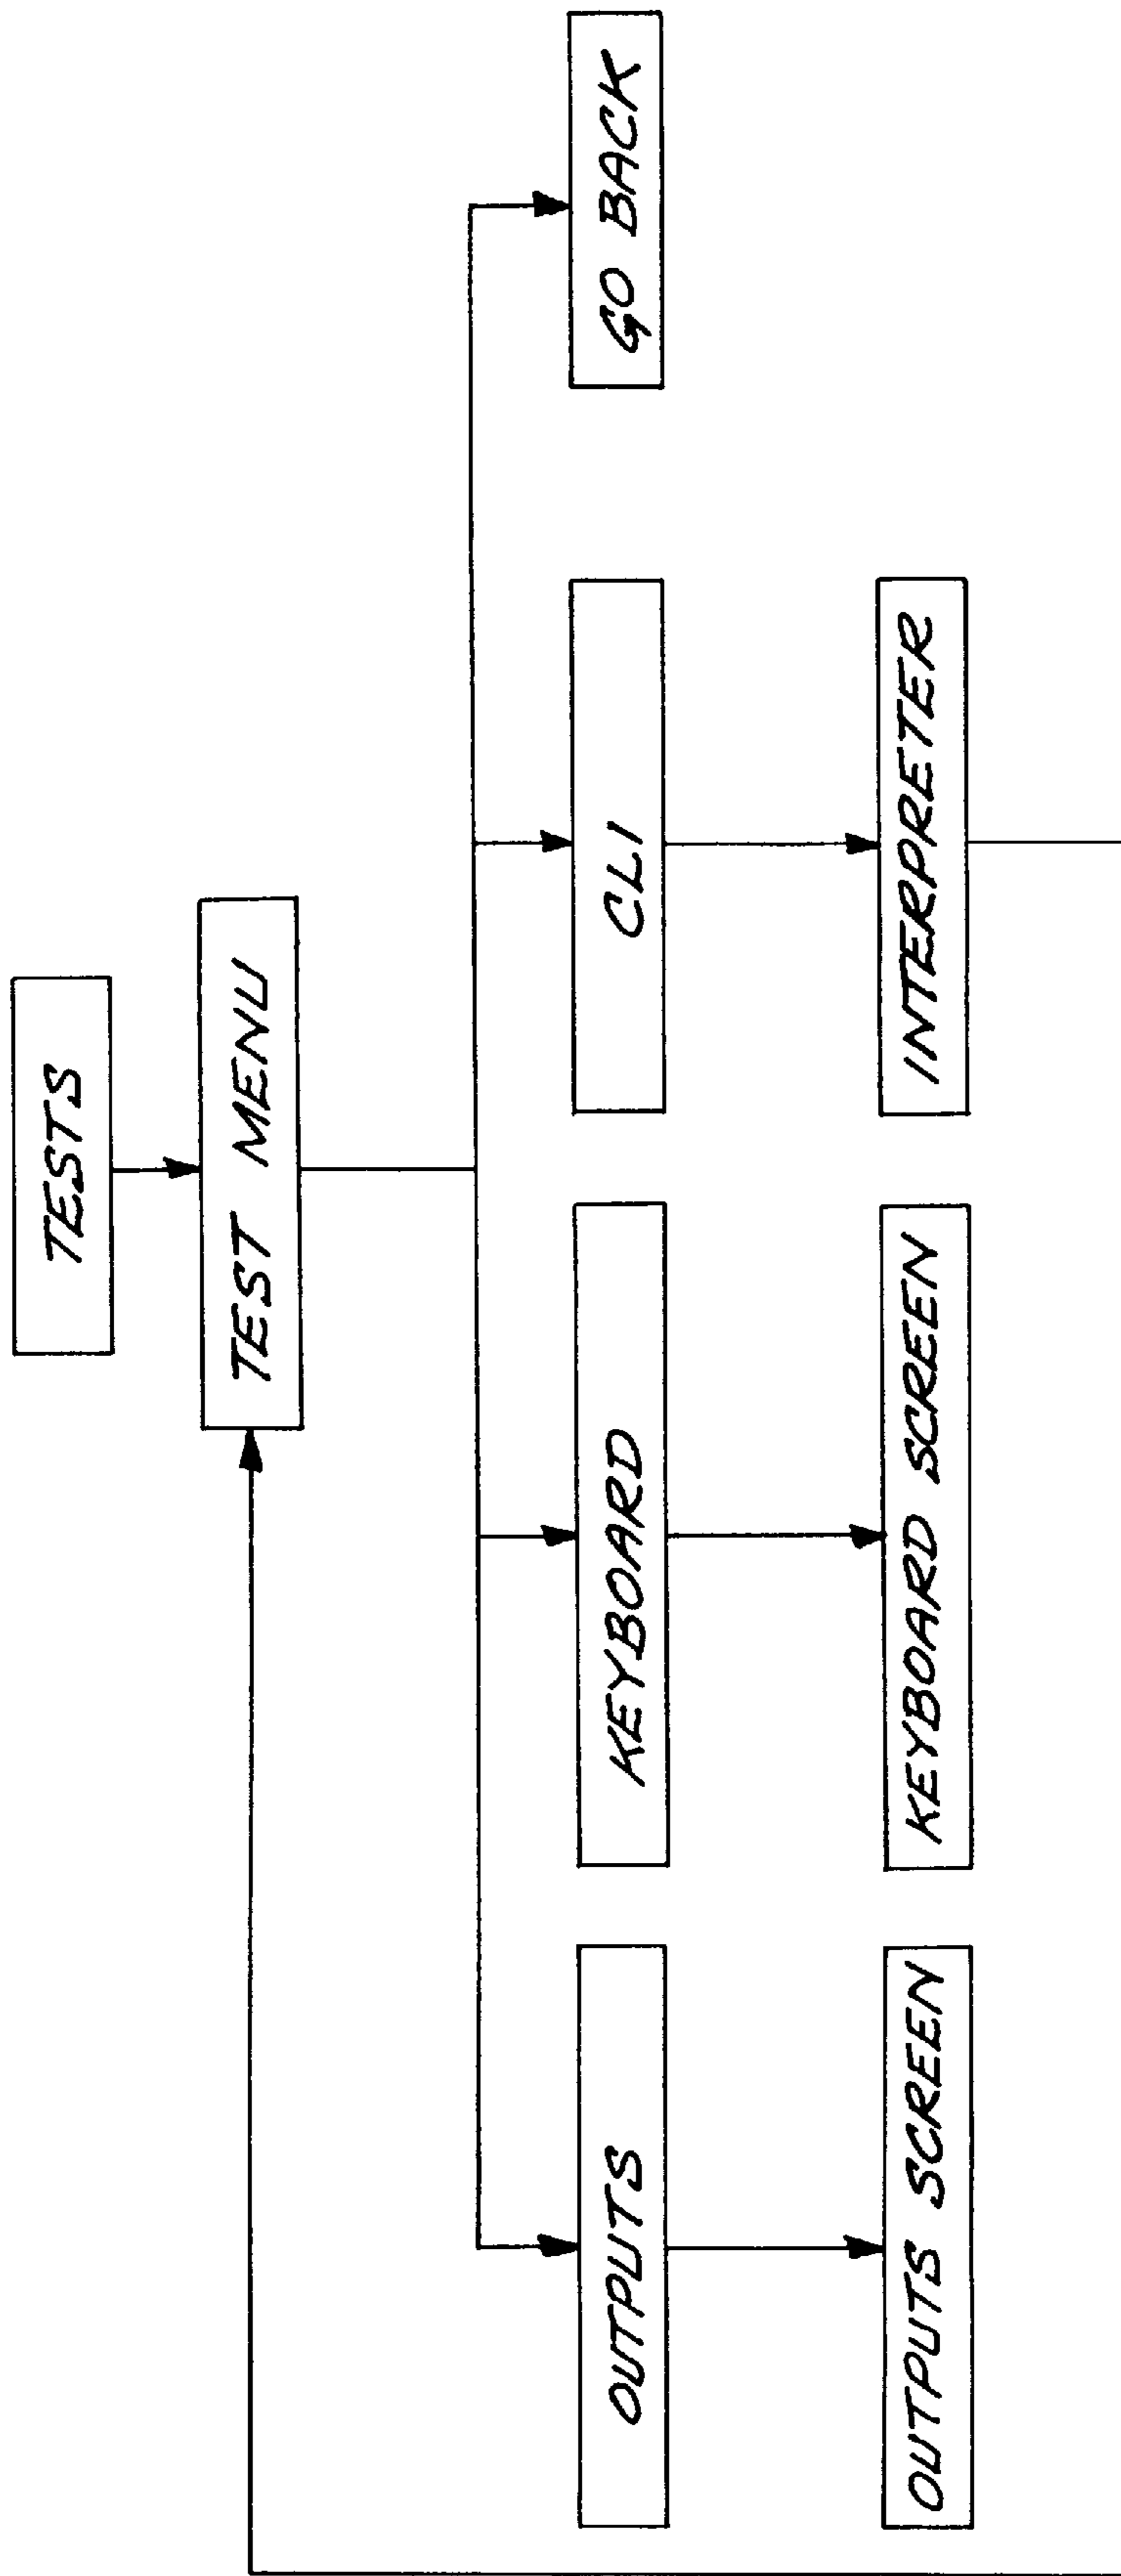 TESTS
TEST MENU
OUTPUTS
KEYBOARD
CLI
GO BACK
OUTPUTS SCREEN
KEYBOARD SCREEN
INTERPRETER